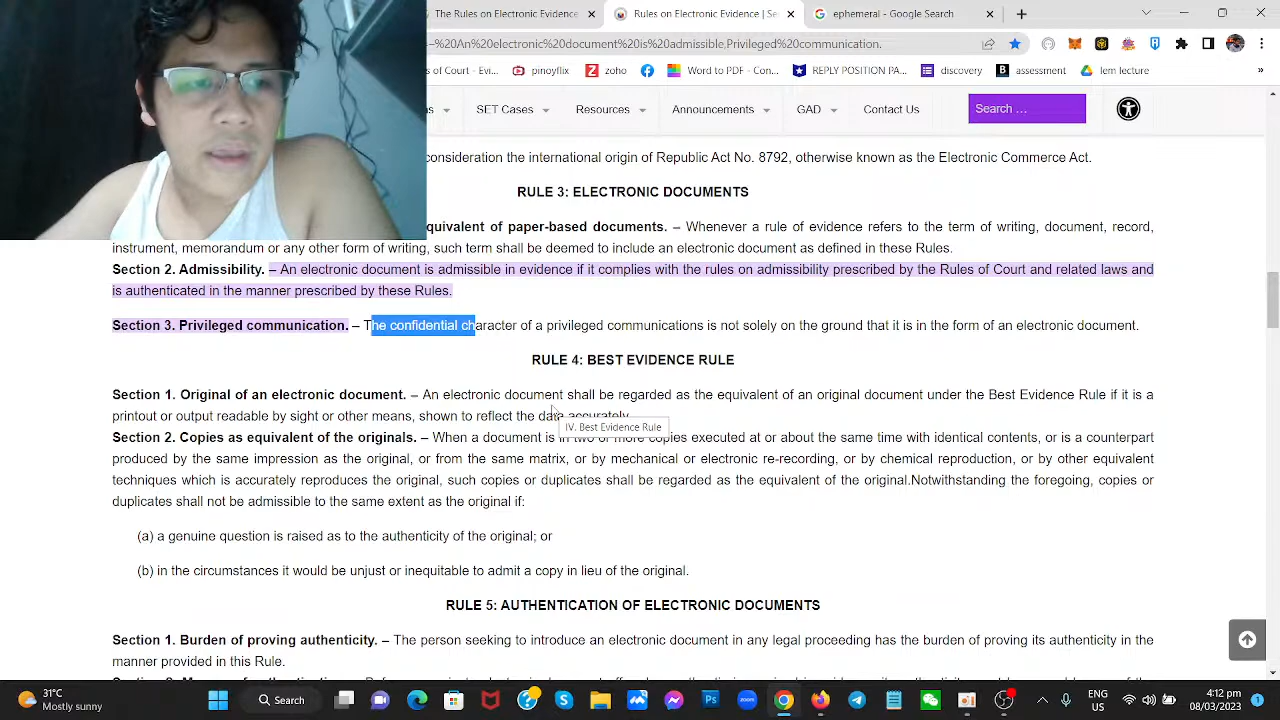 The Rules on Electronic Evidence
Rules on Electronic Evidence | Se
ephemeral - Google Search
– An%20electronic%20document%20is%20admissible,Privileged%20communication.
s of Court - Evi...
pinoyflix
zoho
Word to PDF - Con...
REPLY POSITION A...
discovery
assessment
lem lecture
»
ns
SET Cases
Resources
Announcements
GAD
Contact Us
Search …
consideration the international origin of Republic Act No. 8792, otherwise known as the Electronic Commerce Act.
RULE 3: ELECTRONIC DOCUMENTS
quivalent of paper-based documents. – Whenever a rule of evidence refers to the term of writing, document, record,
instrument, memorandum or any other form of writing, such term shall be deemed to include an electronic document as defined in these Rules.
Section 2. Admissibility. – An electronic document is admissible in evidence if it complies with the rules on admissibility prescribed by the Rules of Court and related laws and
is authenticated in the manner prescribed by these Rules.
Section 3. Privileged communication. – The confidential character of a privileged communications is not solely on the ground that it is in the form of an electronic document.
RULE 4: BEST EVIDENCE RULE
Section 1. Original of an electronic document. – An electronic document shall be regarded as the equivalent of an original document under the Best Evidence Rule if it is a
printout or output readable by sight or other means, shown to reflect the data accurately.
IV. Best Evidence Rule
Section 2. Copies as equivalent of the originals. – When a document is in two or more copies executed at or about the same time with identical contents, or is a counterpart
produced by the same impression as the original, or from the same matrix, or by mechanical or electronic re-recording, or by chemical reproduction, or by other equivalent
techniques which is accurately reproduces the original, such copies or duplicates shall be regarded as the equivalent of the original.Notwithstanding the foregoing, copies or
duplicates shall not be admissible to the same extent as the original if:
(a) a genuine question is raised as to the authenticity of the original; or
(b) in the circumstances it would be unjust or inequitable to admit a copy in lieu of the original.
RULE 5: AUTHENTICATION OF ELECTRONIC DOCUMENTS
Section 1. Burden of proving authenticity. – The person seeking to introduce an electronic document in any legal proceeding has the burden of proving its authenticity in the
manner provided in this Rule.
31°C
Mostly sunny
Search
zoom
ENG
US
4:12 pm
08/03/2023